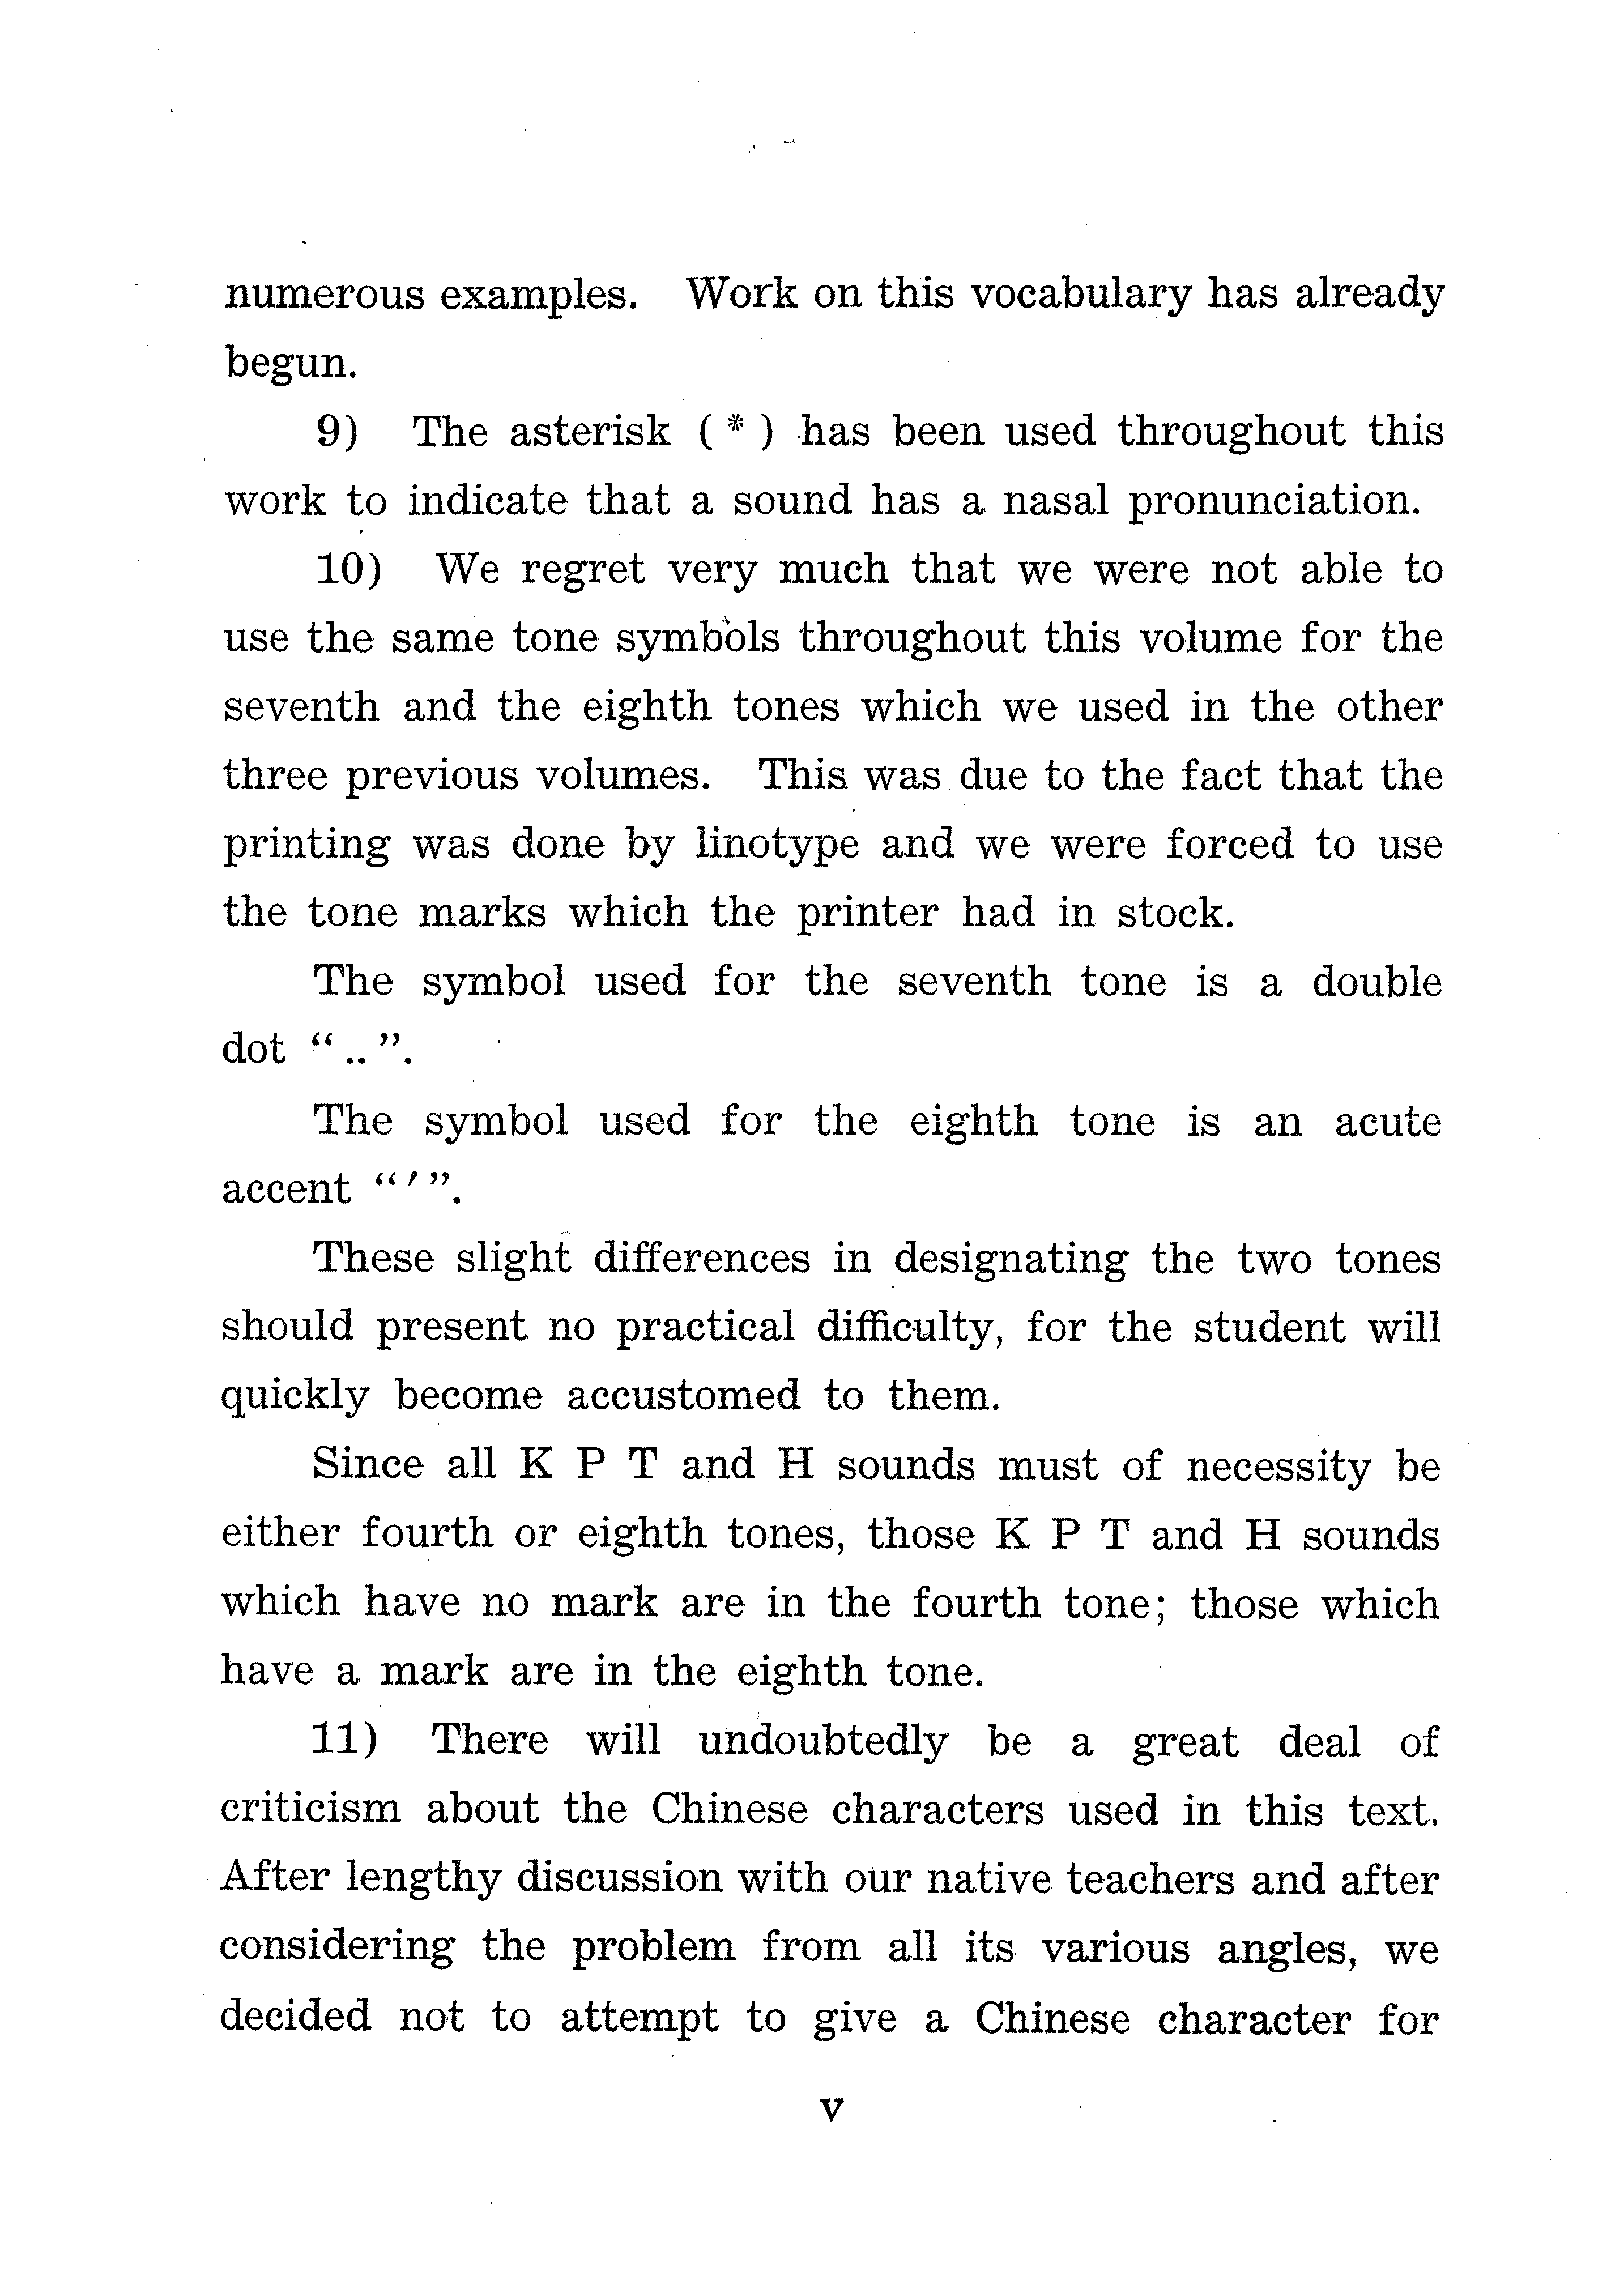 numerous examples. Work on this vocabulary has already
begun.
9) The asterisk ( * ) has been used throughout this
work to indicate that a sound has a nasal pronunciation.
10) We regret very much that we were not able to
use the same tone symbols throughout this volume for the
seventh and the eighth tones which we used in the other
three previous volumes. This was due to the fact that the
printing was done by linotype and we were forced to use
the tone marks which the printer had in stock.
The symbol used for the seventh tone is a double
dot “ .. ”.
The symbol used for the eighth tone is an acute
accent “ ′ ”.
These slight differences in designating the two tones
should present no practical difficulty, for the student will
quickly become accustomed to them.
Since all K P T and H sounds must of necessity be
either fourth or eighth tones, those K P T and H sounds
which have no mark are in the fourth tone; those which
have a mark are in the eighth tone.
11) There will undoubtedly be a great deal of
criticism about the Chinese characters used in this text.
After lengthy discussion with our native teachers and after
considering the problem from all its various angles, we
decided not to attempt to give a Chinese character for
v